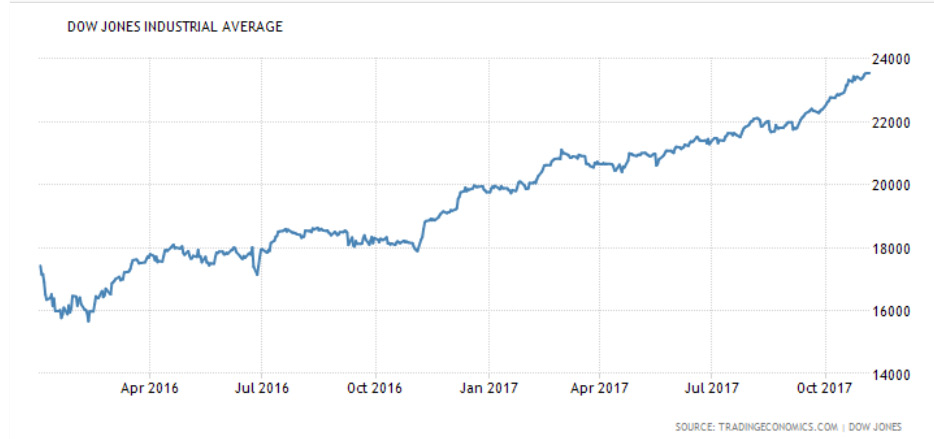 DOW JONES INDUSTRIAL AVERAGE
24000
22000
20000
18000
16000
14000
Apr 2016 Jul 2016 Oct 2016 Jan 2017 Apr 2017 Jul 2017 Oct 2017
SOURCE: TRADINGECONOMICS.COM | DOW JONES